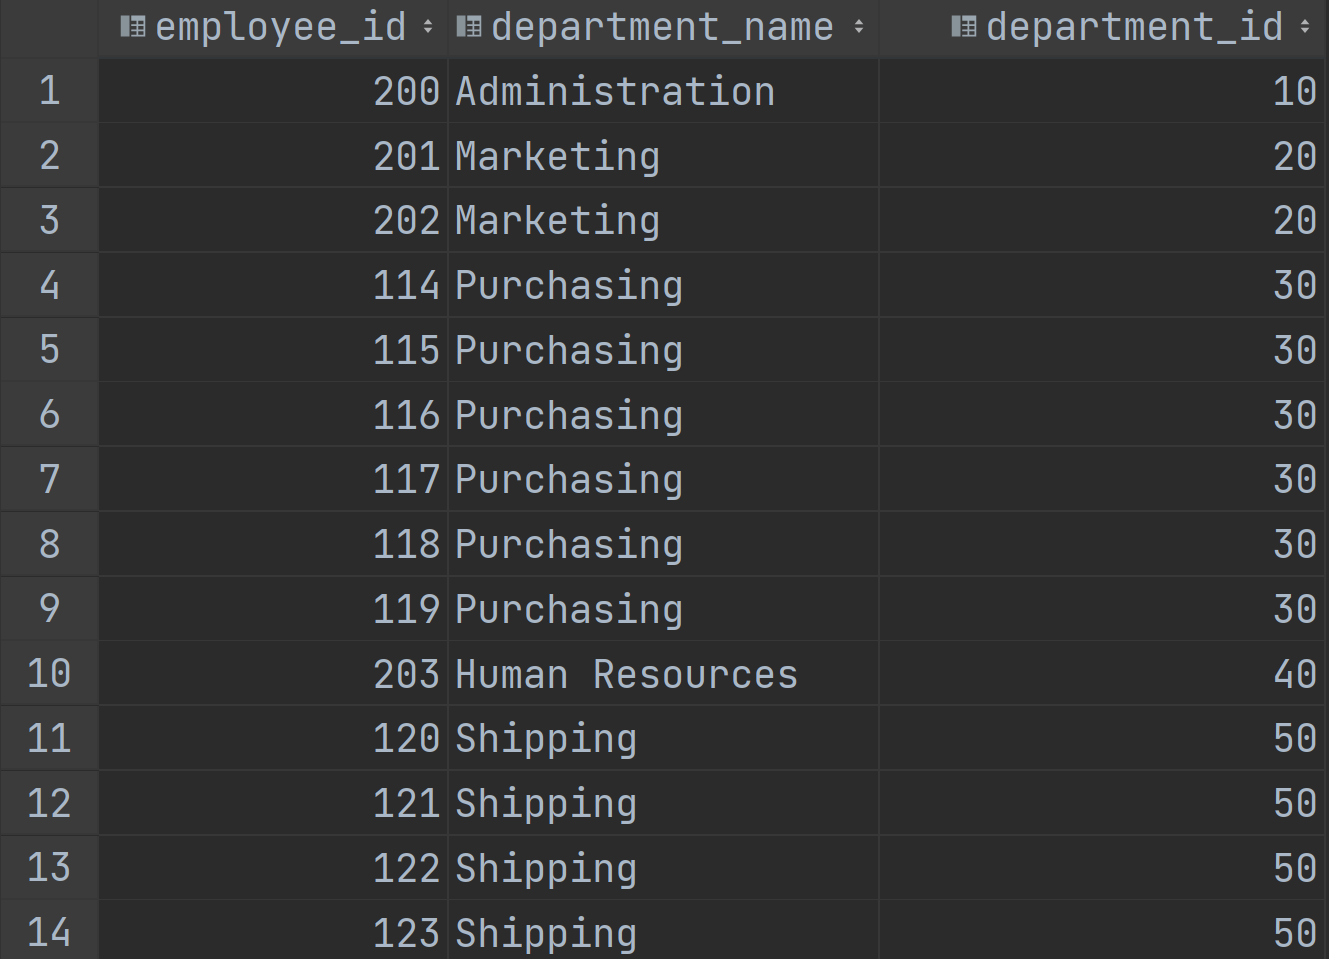 employee_id department_name department_id
1 200 Administration 10
2 201 Marketing 20
3 202 Marketing 20
4 114 Purchasing 30
5 115 Purchasing 30
6 116 Purchasing 30
7 117 Purchasing 30
8 118 Purchasing 30
9 119 Purchasing 30
10 203 Human Resources 40
11 120 Shipping 50
12 121 Shipping 50
13 122 Shipping 50
14 123 Shipping 50